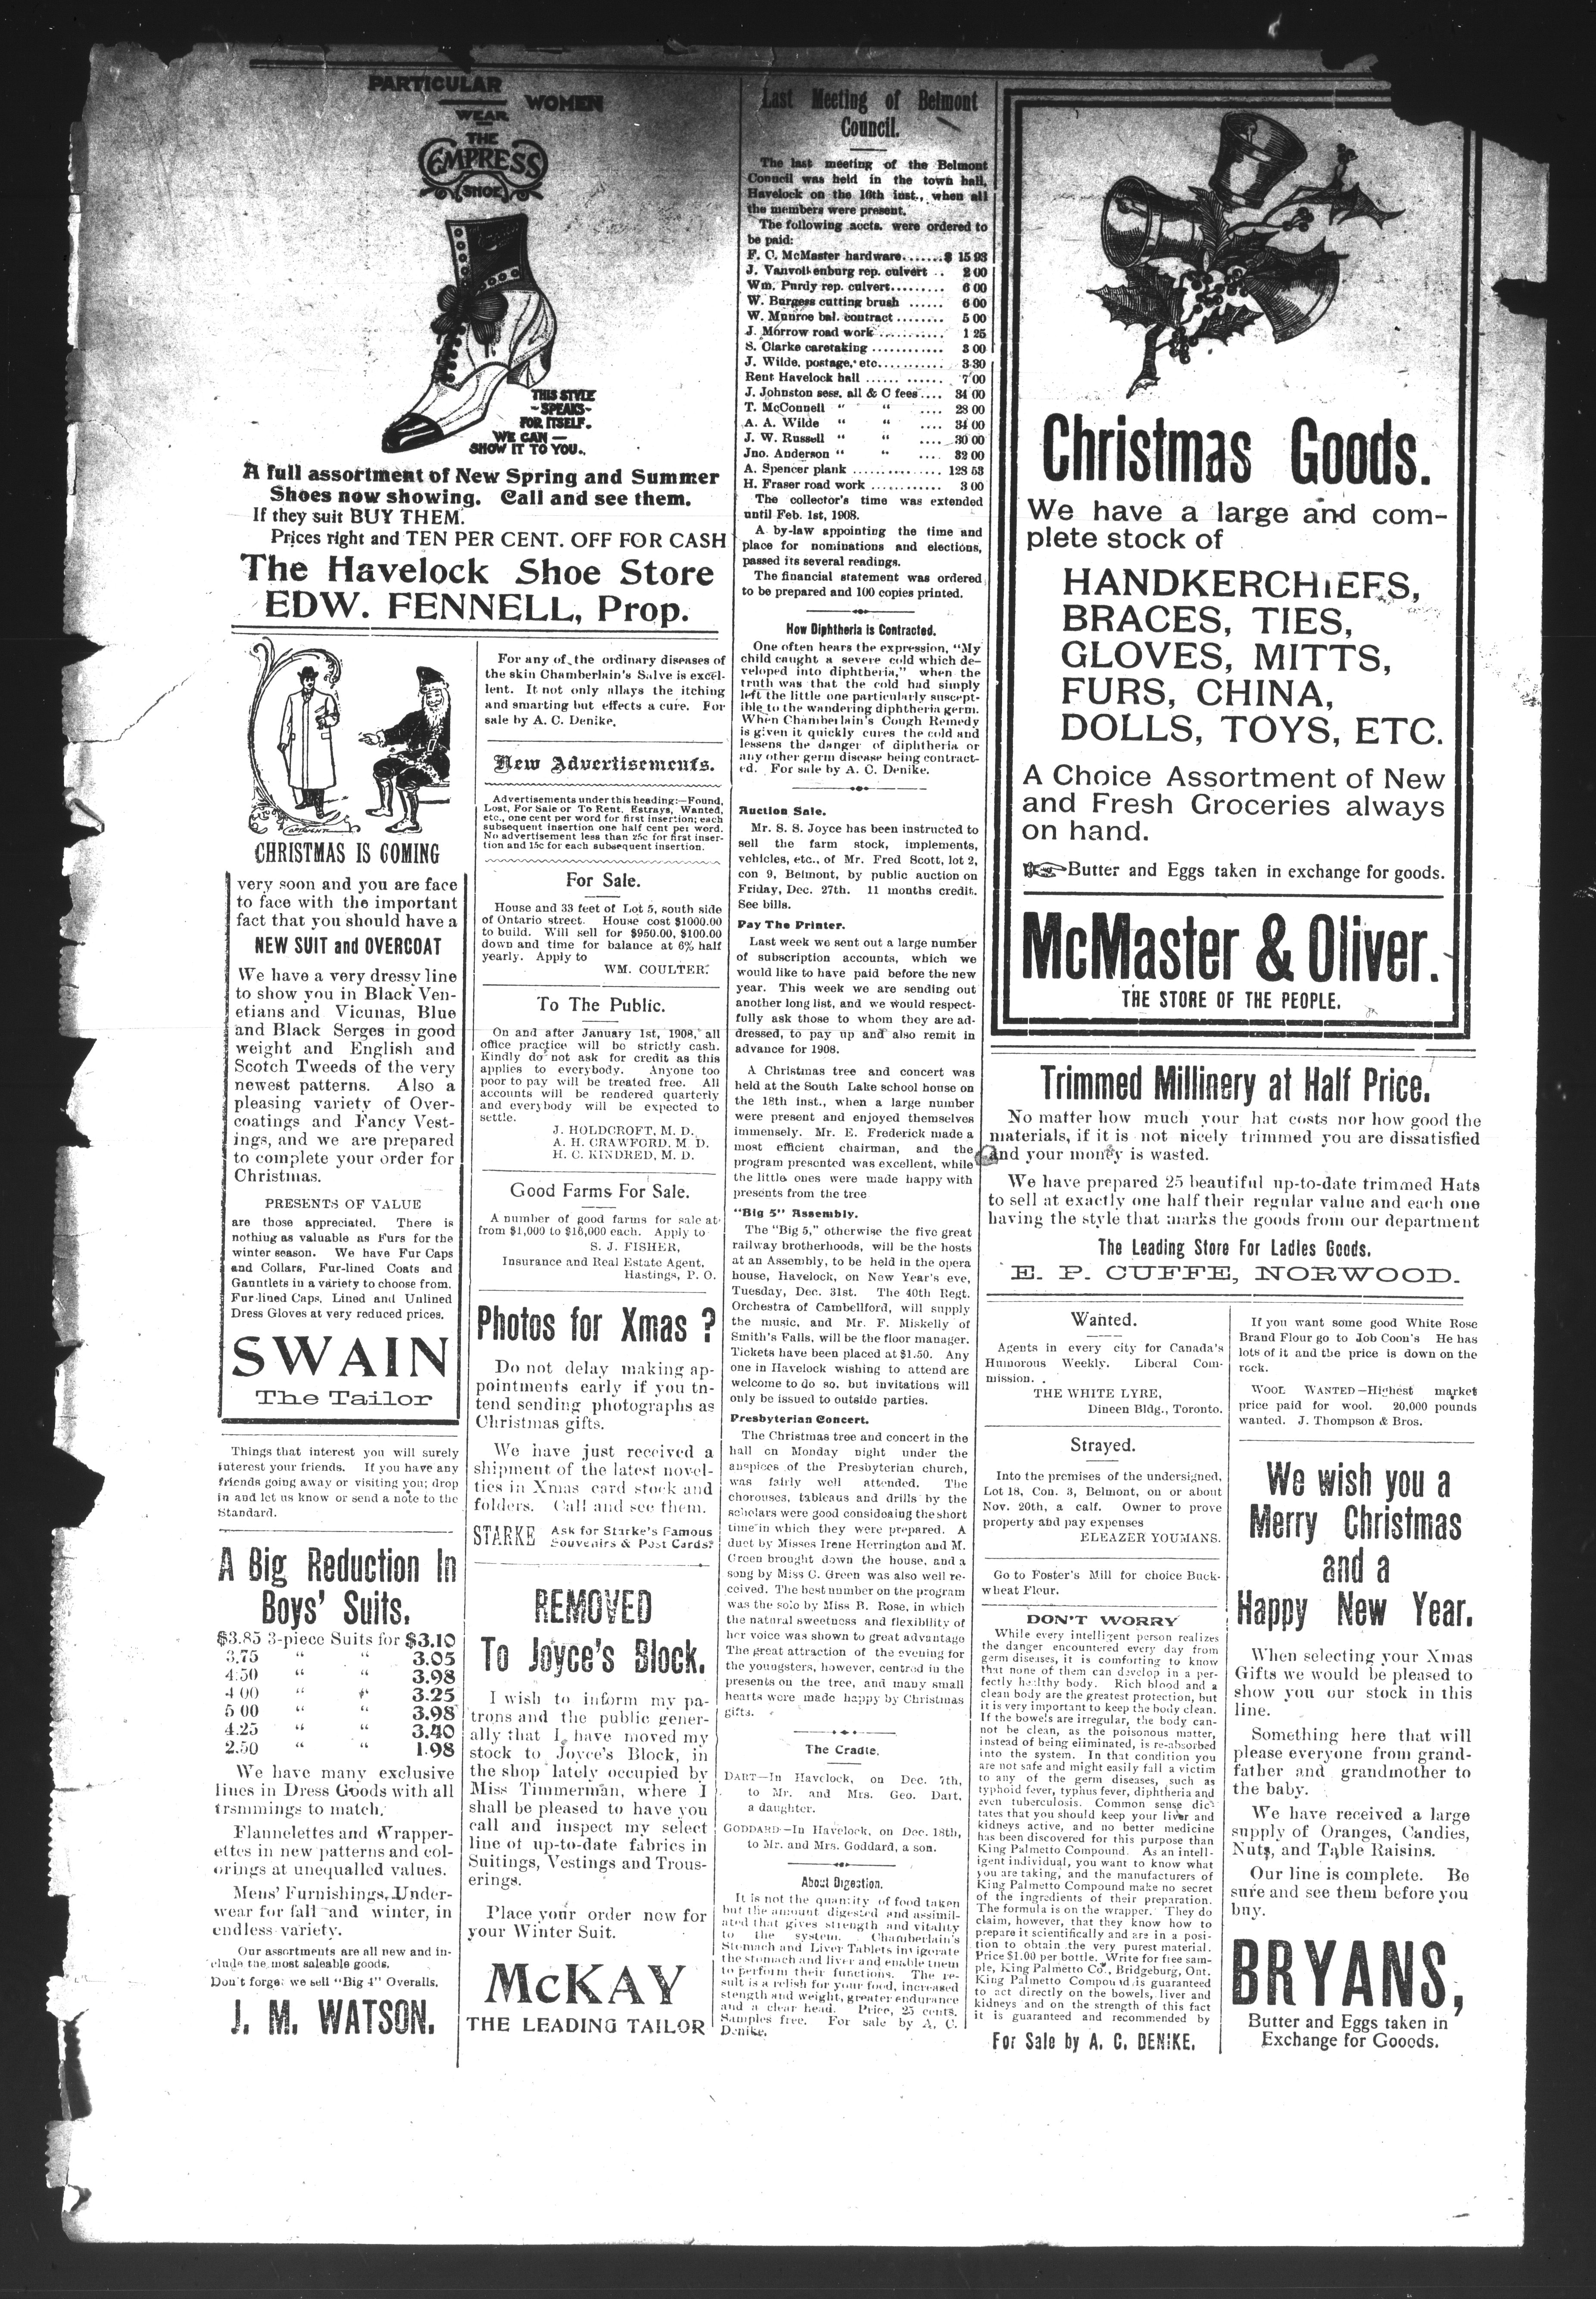 PARTICULAR
WOMEN
WEAR
THE
EMPRESS
SHOE
THIS STYLE
-SPEAKS-
FOR ITSELF.
WE CAN —
SHOW IT TO YOU.
A full assortment of New Spring and Summer
Shoes now showing. Call and see them.
If they suit BUY THEM.
Prices right and TEN PER CENT. OFF FOR CASH
The Havelock Shoe Store
EDW. FENNELL, Prop.
CHRISTMAS IS COMING
very soon and you are face
to face with the important
fact that you should have a
NEW SUIT and OVERCOAT
We have a very dressy line
to show you in Black Ven-
etians and Vicunas, Blue
and Black Serges in good
weight and English and
Scotch Tweeds of the very
newest patterns. Also a
pleasing variety of Over-
coatings and Fancy Vest-
ings, and we are prepared
to complete your order for
Christmas.
PRESENTS OF VALUE
are those appreciated. There is
nothing as valuable as Furs for the
winter season. We have Fur Caps
and Collars, Fur-lined Coats and
Gauntlets in a variety to choose from.
Fur-lined Caps, Lined and Unlined
Dress Gloves at very reduced prices.
SWAIN
The Tailor
Things that interest you will surely
interest your friends. If you have any
friends going away or visiting you; drop
in and let us know or send a note to the
Standard.
A Big Reduction In
Boys' Suits.
$3.85 3-piece Suits for $3.10
3.75 " " 3.05
4.50 " " 3.98
4 00 " " 3.25
5 00 " " 3.98
4.25 " " 3.40
2.50 " " 1.98
We have many exclusive
lines in Dress Goods with all
trsmmings to match.
Flannelettes and Wrapper-
ettes in new patterns and col-
orings at unequalled values.
Mens' Furnishings, Under-
wear for fall and winter, in
endless variety.
Our assortments are all new and in-
clude the most saleable goods.
Don't forget we sell "Big 4" Overalls.
J. M. WATSON.
For any of the ordinary diseases of
the skin Chamberlain's Salve is excel-
lent. It not only allays the itching
and smarting but effects a cure. For
sale by A. C. Denike.
New Advertisements.
Advertisements under this heading:—Found,
Lost, For Sale or To Rent, Estrays, Wanted,
etc., one cent per word for first insertion; each
subsequent insertion one half cent per word.
No advertisement less than 25c for first inser-
tion and 15c for each subsequent insertion.
For Sale.
House and 33 feet of Lot 5, south side
of Ontario street. House cost $1000.00
to build. Will sell for $950.00, $100.00
down and time for balance at 6% half
yearly. Apply to
WM. COULTER.
To The Public.
On and after January 1st, 1908, all
office practice will be strictly cash.
Kindly do not ask for credit as this
applies to everybody. Anyone too
poor to pay will be treated free. All
accounts will be rendered quarterly
and everybody will be expected to
settle.
J. HOLDCROFT, M. D.
A. H. CRAWFORD, M. D.
H. C. KINDRED, M. D.
Good Farms For Sale.
A number of good farms for sale at
from $1,000 to $16,000 each. Apply to
S. J. FISHER,
Insurance and Real Estate Agent,
Hastings, P. O.
Photos for Xmas ?
Do not delay making ap-
pointments early if you tn-
tend sending photographs as
Christmas gifts.
We have just received a
shipment of the latest novel-
ties in Xmas card stock and
folders. Call and see them.
STARKE Ask for Starke's Famous
Souvenirs & Post Cards.
REMOVED
To Joyce's Block.
I wish to inform my pa-
trons and the public gener-
ally that I have moved my
stock to Joyce's Block, in
the shop lately occupied by
Miss Timmerman, where I
shall be pleased to have you
call and inspect my select
line of up-to-date fabrics in
Suitings, Vestings and Trous-
erings.
Place your order now for
your Winter Suit.
McKAY
THE LEADING TAILOR
Last Meeting of Belmont
Council.
The last meeting of the Belmont
Council was held in the town hall,
Havelock on the 16th inst., when all
the members were present.
The following accts. were ordered to
be paid:
F. C. McMaster hardware.......$ 15 93
J. Vanvolkenburg rep. culvert .. 2 00
Wm. Purdy rep. culvert......... 6 00
W. Burgess cutting brush ...... 6 00
W. Munroe bal. contract ........ 5 00
J. Morrow road work ........... 1 25
S. Clarke caretaking ............ 3 00
J. Wilde, postage, etc........... 3 30
Rent Havelock hall ...... ...... 7 00
J. Johnston sess. all & C fees.... 34 00
T. McConnell " " .... 28 00
A. A. Wilde " " .... 34 00
J. W. Russell " " .... 30 00
Jno. Anderson " " .... 32 00
A. Spencer plank ............... 128 53
H. Fraser road work ............ 3 00
The collector's time was extended
until Feb. 1st, 1908.
A by-law appointing the time and
place for nominations and elections,
passed its several readings.
The financial statement was ordered
to be prepared and 100 copies printed.
How Diphtheria is Contracted.
One often hears the expression, "My
child caught a severe cold which de-
veloped into diphtheria," when the
truth was that the cold had simply
left the little one particularly suscept-
ible to the wandering diphtheria germ.
When Chamberlain's Cough Remedy
is given it quickly cures the cold and
lessens the danger of diphtheria or
any other germ disease being contract-
ed. For sale by A. C. Denike.
Auction Sale.
Mr. S. S. Joyce has been instructed to
sell the farm stock, implements,
vehicles, etc., of Mr. Fred Scott, lot 2,
con 9, Belmont, by public auction on
Friday, Dec. 27th. 11 months credit.
See bills.
Pay The Printer.
Last week we sent out a large number
of subscription accounts, which we
would like to have paid before the new
year. This week we are sending out
another long list, and we would respect-
fully ask those to whom they are ad-
dressed, to pay up and also remit in
advance for 1908.
A Christmas tree and concert was
held at the South Lake school house on
the 18th inst., when a large number
were present and enjoyed themselves
immensely. Mr. E. Frederick made a
most efficient chairman, and the
program presented was excellent, while
the little ones were made happy with
presents from the tree
"Big 5" Assembly.
The "Big 5," otherwise the five great
railway brotherhoods, will be the hosts
at an Assembly, to be held in the opera
house, Havelock, on New Year's eve,
Tuesday, Dec. 31st. The 40th Regt.
Orchestra of Cambellford, will supply
the music, and Mr. F. Miskelly of
Smith's Falls, will be the floor manager.
Tickets have been placed at $1.50. Any
one in Havelock wishing to attend are
welcome to do so, but invitations will
only be issued to outside parties.
Presbyterian Concert.
The Christmas tree and concert in the
hall on Monday night under the
auspices of the Presbyterian church,
was fairly well attended. The
chorouses, tableaus and drills by the
scholars were good considoaing the short
time in which they were prepared. A
duet by Misses Irene Herrington and M.
Green brought down the house, and a
song by Miss C. Green was also well re-
ceived. The best number on the program
was the solo by Miss B. Rose, in which
the natural sweetness and flexibility of
her voice was shown to great advantage
The great attraction of the evening for
the youngsters, however, centred in the
presents on the tree, and many small
hearts were made happy by Christmas
gifts.
The Cradle.
DART—In Havelock, on Dec. 7th,
to Mr. and Mrs. Geo. Dart,
a daughter.
GODDARD—In Havelock, on Dec. 18th,
to Mr. and Mrs. Goddard, a son.
About Digestion.
It is not the quantity of food taken
but the amount digested and assimil-
ated that gives strength and vitality
to the system. Chamberlain's
Stomach and Liver Tablets invigorate
the stomach and liver and enable them
to perform their functions. The re-
sult is a relish for your food, increased
stength and weight, greater endurance
and a clear head. Price, 25 cents.
Samples free. For sale by A. C.
Denike.
Christmas Goods.
We have a large and com-
plete stock of
HANDKERCHIEFS,
BRACES, TIES,
GLOVES, MITTS,
FURS, CHINA,
DOLLS, TOYS, ETC.
A Choice Assortment of New
and Fresh Groceries always
on hand.
Butter and Eggs taken in exchange for goods.
McMaster & Oliver.
THE STORE OF THE PEOPLE.
Trimmed Millinery at Half Price.
No matter how much your hat costs nor how good the
materials, if it is not nicely trimmed you are dissatisfied
and your money is wasted.
We have prepared 25 beautiful up-to-date trimmed Hats
to sell at exactly one half their regular value and each one
having the style that marks the goods from our department
The Leading Store For Ladies Goods.
E. P. CUFFE, NORWOOD.
Wanted.
Agents in every city for Canada's
Humorous Weekly. Liberal Com-
mission.
THE WHITE LYRE,
Dineen Bldg., Toronto.
Strayed.
Into the premises of the undersigned,
Lot 18, Con. 3, Belmont, on or about
Nov. 20th, a calf. Owner to prove
property and pay expenses
ELEAZER YOUMANS.
Go to Foster's Mill for choice Buck-
wheat Flour.
DON'T WORRY
While every intelligent person realizes
the danger encountered every day from
germ diseases, it is comforting to know
that none of them can develop in a per-
fectly healthy body. Rich blood and a
clean body are the greatest protection, but
it is very important to keep the body clean.
If the bowels are irregular, the body can-
not be clean, as the poisonous matter,
instead of being eliminated, is re-absorbed
into the system. In that condition you
are not safe and might easily fall a victim
to any of the germ diseases, such as
typhoid fever, typhus fever, diphtheria and
even tuberculosis. Common sense dic-
tates that you should keep your liver and
kidneys active, and no better medicine
has been discovered for this purpose than
King Palmetto Compound. As an intell-
igent individual, you want to know what
you are taking, and the manufacturers of
King Palmetto Compound make no secret
of the ingredients of their preparation.
The formula is on the wrapper. They do
claim, however, that they know how to
prepare it scientifically and are in a posi-
tion to obtain the very purest material.
Price $1.00 per bottle. Write for free sam-
ple, King Palmetto Co., Bridgeburg, Ont.
King Palmetto Compound is guaranteed
to act directly on the bowels, liver and
kidneys and on the strength of this fact
it is guaranteed and recommended by
For Sale by A. C. DENIKE.
If you want some good White Rose
Brand Flour go to Job Coon's He has
lots of it and the price is down on the
rock.
WOOL WANTED—Highest market
price paid for wool. 20,000 pounds
wanted. J. Thompson & Bros.
We wish you a
Merry Christmas
and a
Happy New Year.
When selecting your Xmas
Gifts we would be pleased to
show you our stock in this
line.
Something here that will
please everyone from grand-
father and grandmother to
the baby.
We have received a large
supply of Oranges, Candies,
Nuts, and Table Raisins.
Our line is complete. Be
sure and see them before you
buy.
BRYANS,
Butter and Eggs taken in
Exchange for Gooods.